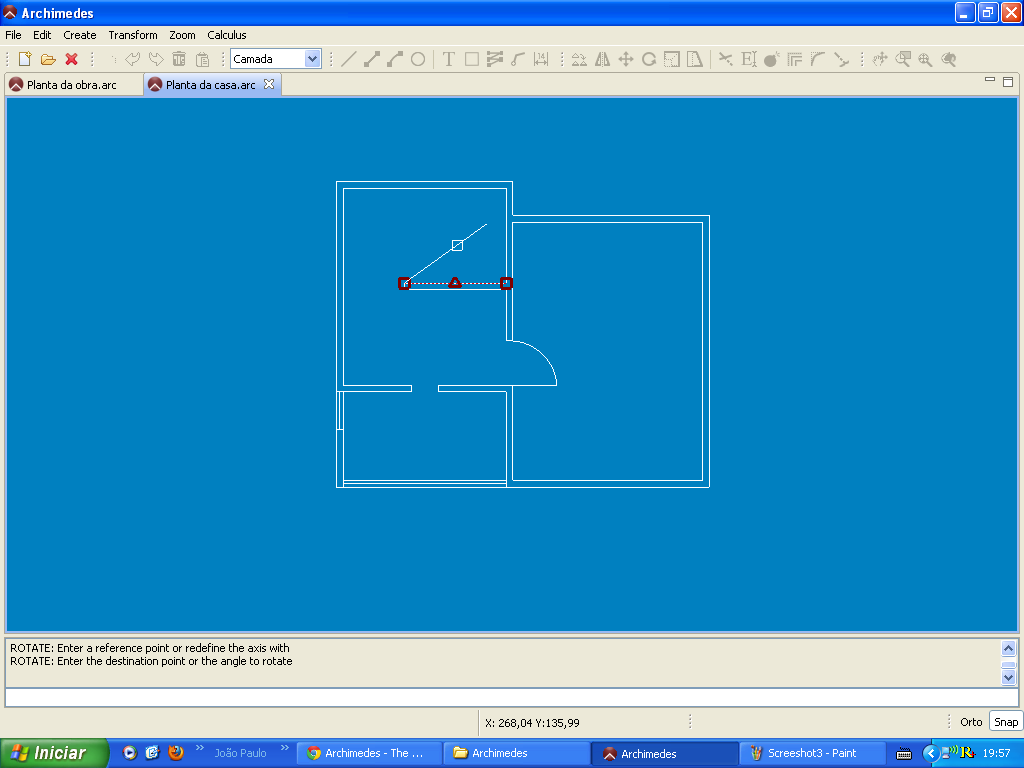 Archimedes
File Edit Create Transform Zoom Calculus
Camada T 14 E
Planta da obra.arc Planta da casa.arc
ROTATE: Enter a reference point or redefine the axis with
ROTATE: Enter the destination point or the angle to rotate
X: 268,04 Y:135,99 Orto Snap
Iniciar » João Paulo » Archimedes - The ... Archimedes Archimedes Screeshot3 - Paint R 19:57